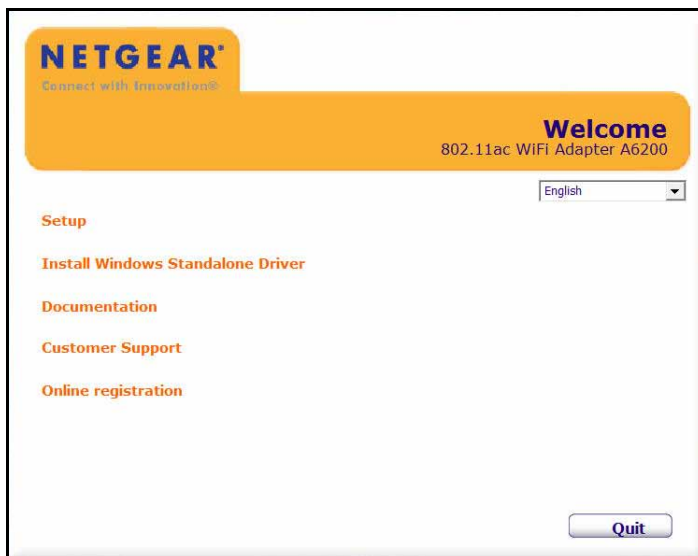 NETGEAR®
Connect with Innovation®
Welcome
802.11ac WiFi Adapter A6200
English
Setup
Install Windows Standalone Driver
Documentation
Customer Support
Online registration
Quit